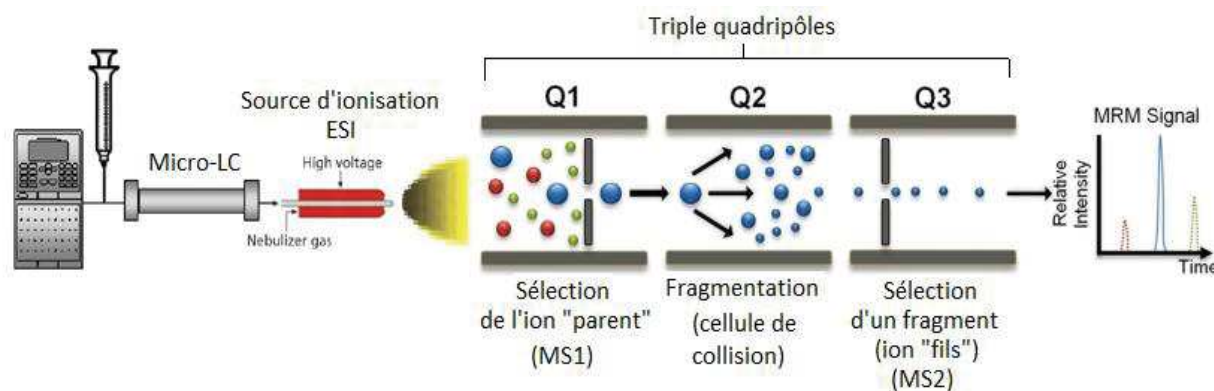 Triple quadripôles
Source d'ionisation
ESI
Q1
Q2
Q3
MRM Signal
Micro-LC
High voltage
Nebulizer gas
Relative
Intensity
Time
Sélection
de l'ion "parent"
(MS1)
Fragmentation
(cellule de
collision)
Sélection
d'un fragment
(ion "fils")
(MS2)